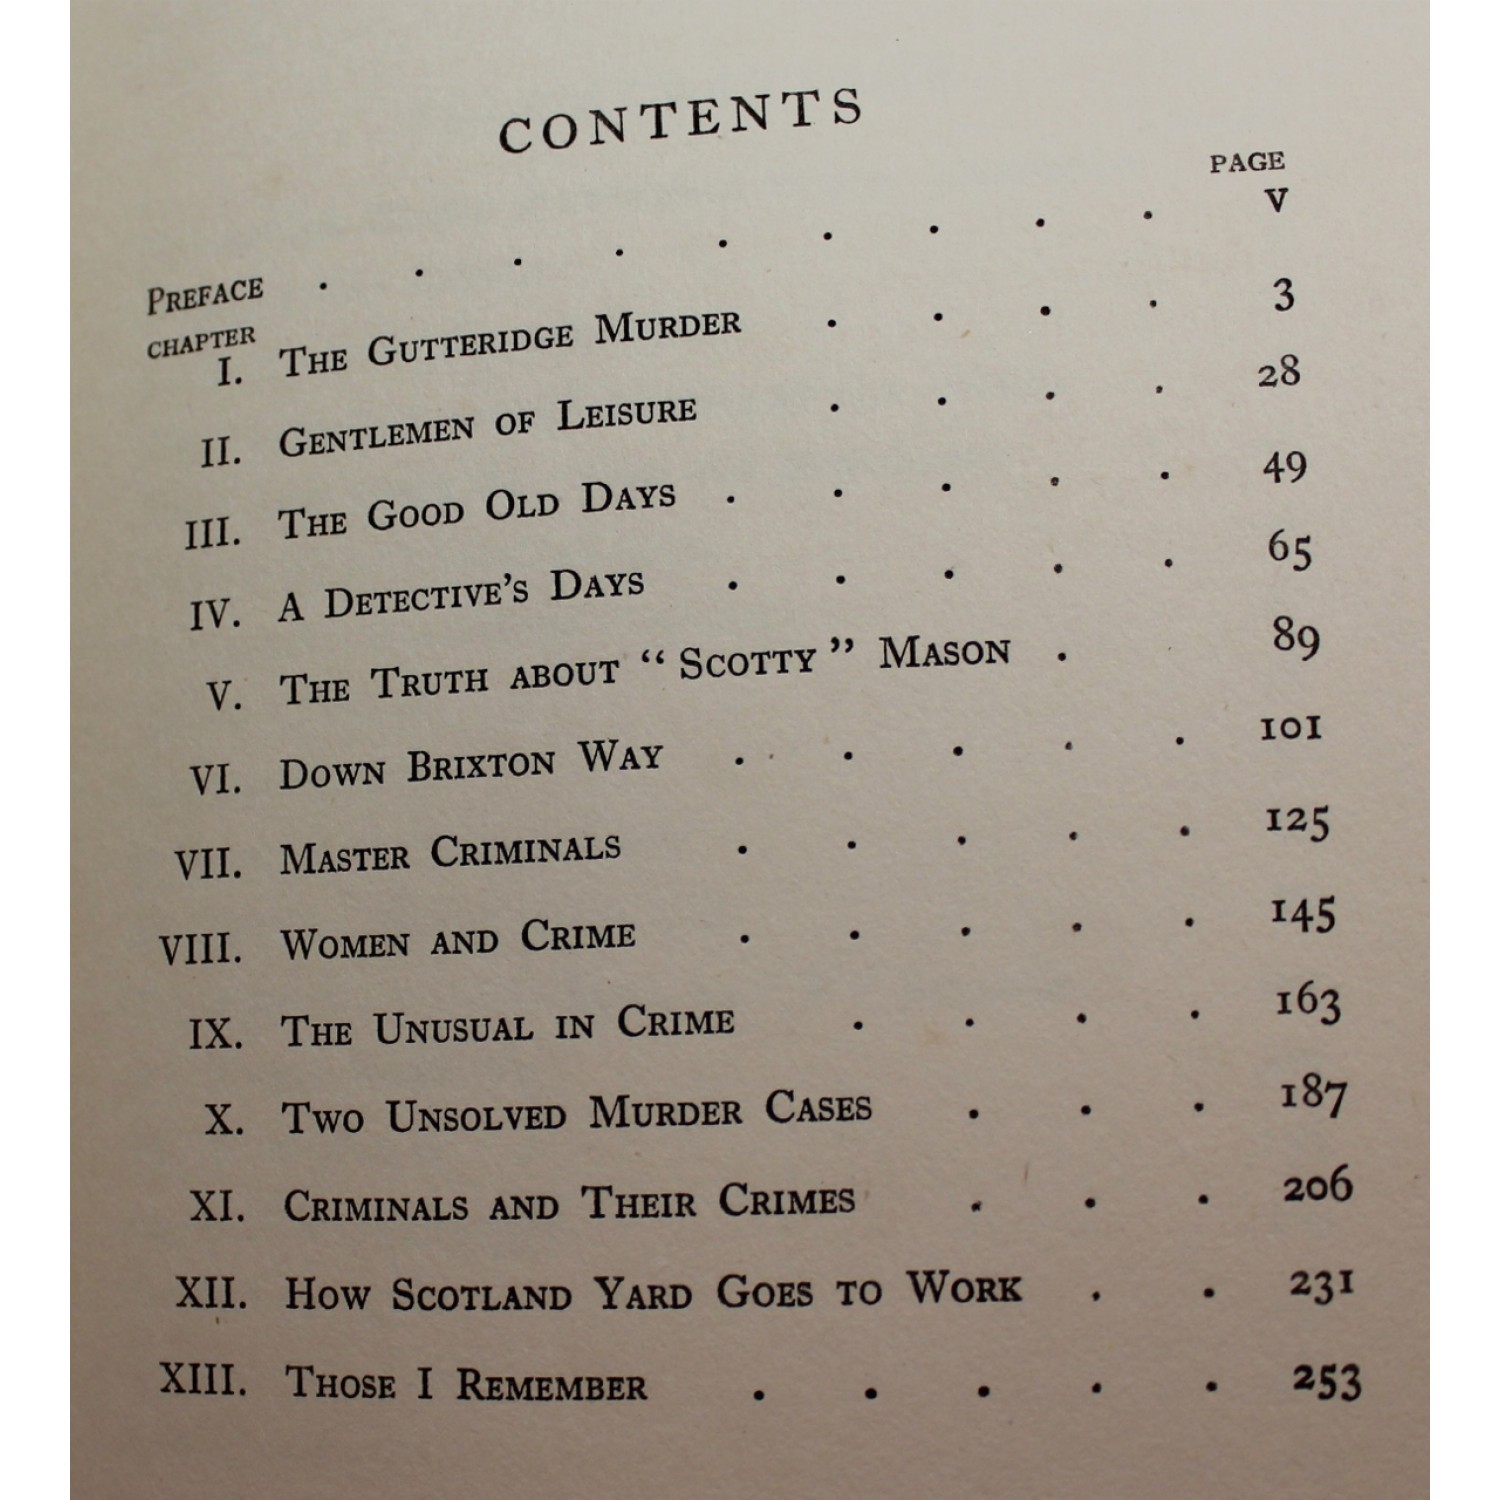 CONTENTS
PAGE
PREFACE . . . . . . . . . V
CHAPTER
I. THE GUTTERIDGE MURDER . . . . 3
II. GENTLEMEN OF LEISURE . . . . 28
III. THE GOOD OLD DAYS . . . . . 49
IV. A DETECTIVE'S DAYS . . . . . 65
V. THE TRUTH ABOUT “SCOTTY” MASON . 89
VI. DOWN BRIXTON WAY . . . . . 101
VII. MASTER CRIMINALS . . . . . 125
VIII. WOMEN AND CRIME . . . . . 145
IX. THE UNUSUAL IN CRIME . . . . 163
X. TWO UNSOLVED MURDER CASES . . . 187
XI. CRIMINALS AND THEIR CRIMES . . . 206
XII. HOW SCOTLAND YARD GOES TO WORK . . 231
XIII. THOSE I REMEMBER . . . . . 253